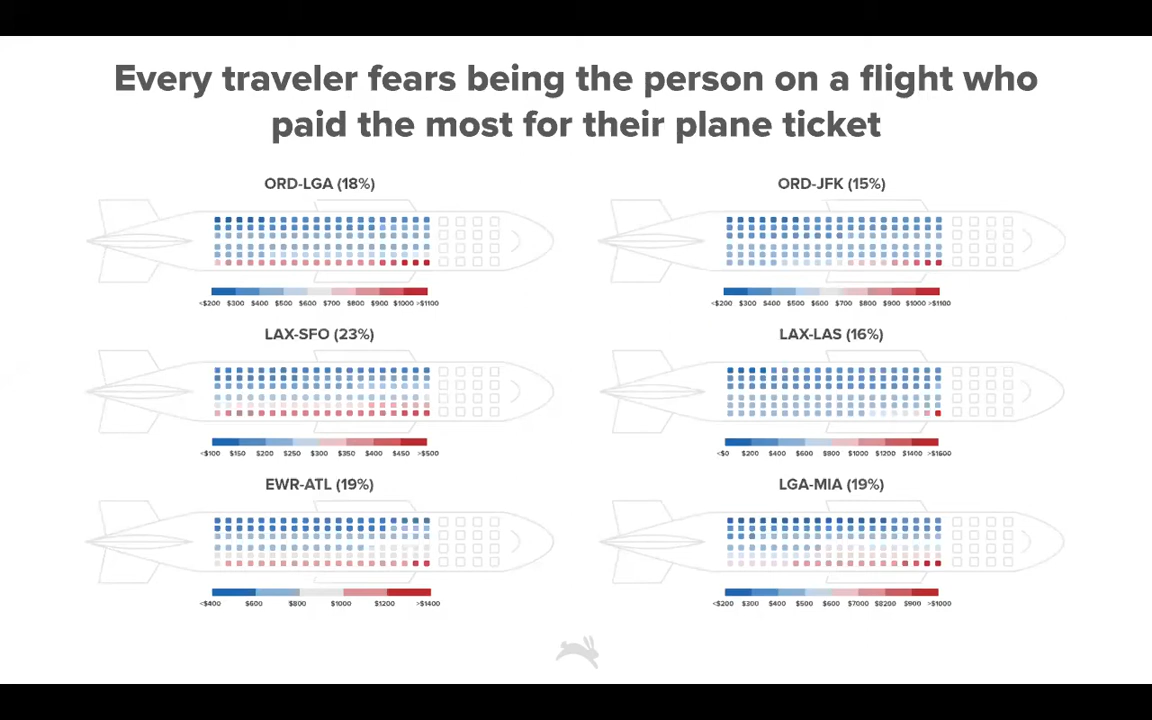 Every traveler fears being the person on a flight who
paid the most for their plane ticket
ORD-LGA (18%)
<$200 $300 $400 $500 $600 $700 $800 $900 $1000 >$1100
ORD-JFK (15%)
<$200 $300 $400 $500 $600 $700 $800 $900 $1000 >$1100
LAX-SFO (23%)
<$100 $150 $200 $250 $300 $350 $400 $450 >$500
LAX-LAS (16%)
<$0 $200 $400 $600 $800 $1000 $1200 $1400 >$1600
EWR-ATL (19%)
<$400 $600 $800 $1000 $1200 >$1400
LGA-MIA (19%)
<$200 $300 $400 $500 $600 $7000 $8200 $900 >$1000